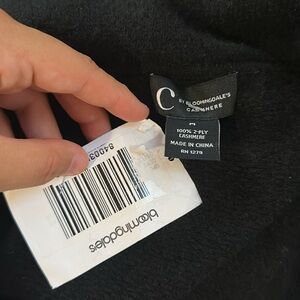 C BY BLOOMINGDALE'S
CASHMERE
100% 2-PLY
CASHMERE
MADE IN CHINA
RN 1279
bloomingdale's